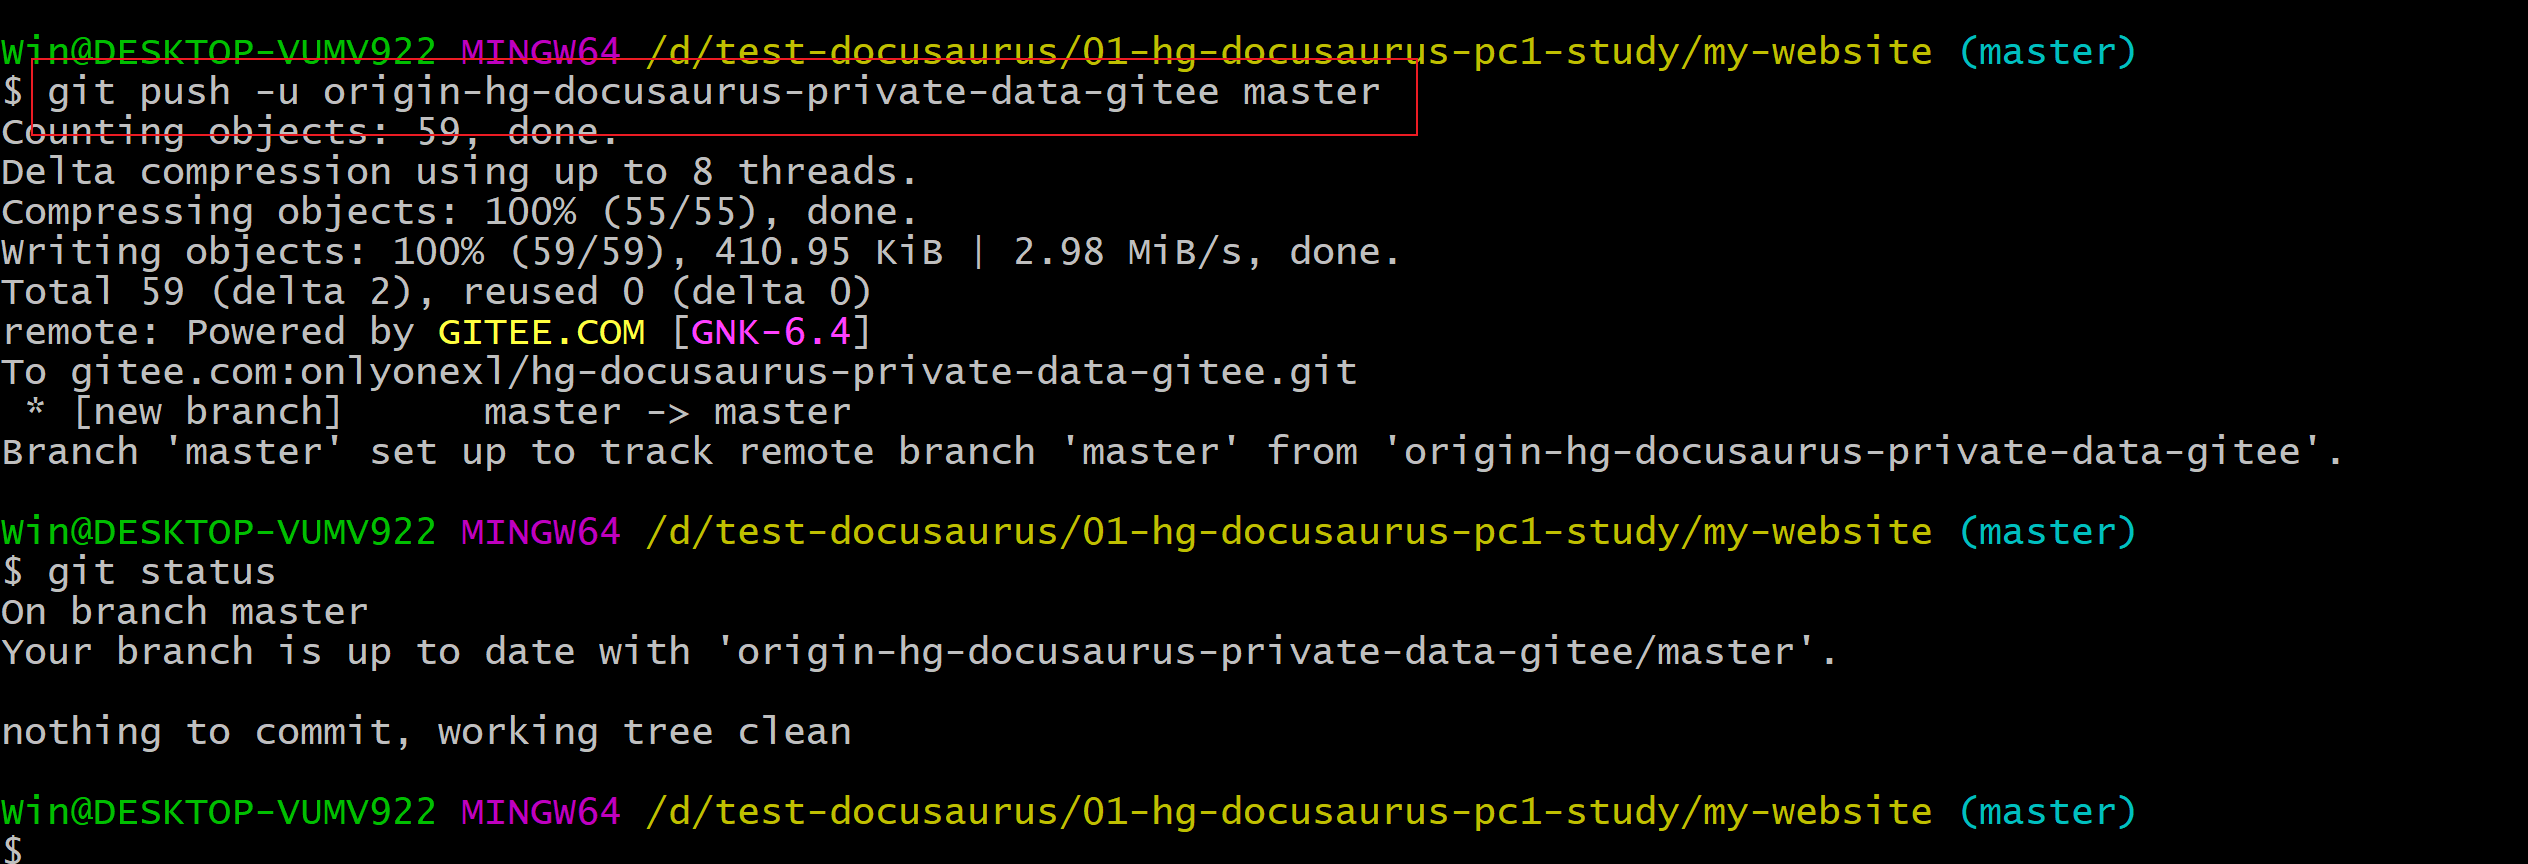 Win@DESKTOP-VUMV922 MINGW64 /d/test-docusaurus/01-hg-docusaurus-pc1-study/my-website (master)
$ git push -u origin-hg-docusaurus-private-data-gitee master
Counting objects: 59, done.
Delta compression using up to 8 threads.
Compressing objects: 100% (55/55), done.
Writing objects: 100% (59/59), 410.95 KiB | 2.98 MiB/s, done.
Total 59 (delta 2), reused 0 (delta 0)
remote: Powered by GITEE.COM [GNK-6.4]
To gitee.com:onlyonexl/hg-docusaurus-private-data-gitee.git
 * [new branch]      master -> master
Branch 'master' set up to track remote branch 'master' from 'origin-hg-docusaurus-private-data-gitee'.
Win@DESKTOP-VUMV922 MINGW64 /d/test-docusaurus/01-hg-docusaurus-pc1-study/my-website (master)
$ git status
On branch master
Your branch is up to date with 'origin-hg-docusaurus-private-data-gitee/master'.
nothing to commit, working tree clean
Win@DESKTOP-VUMV922 MINGW64 /d/test-docusaurus/01-hg-docusaurus-pc1-study/my-website (master)
$